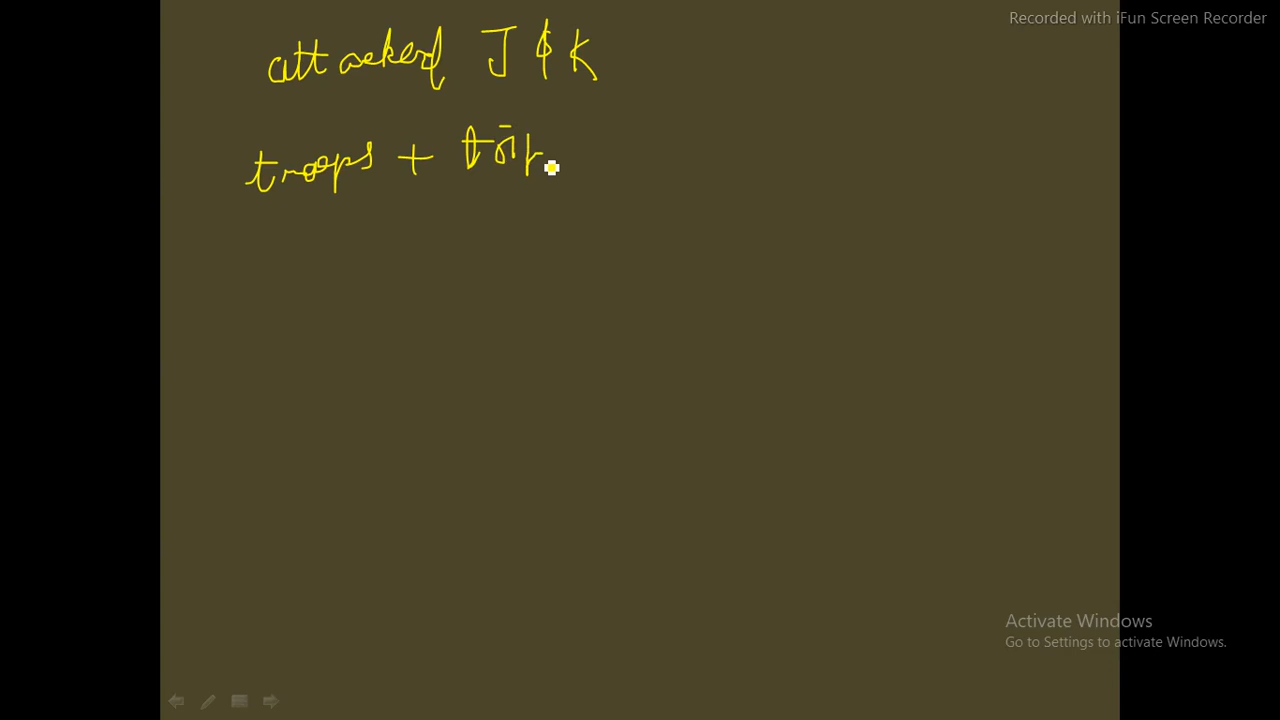 Recorded with iFun Screen Recorder
attacked J & K
troops +
Activate Windows
Go to Settings to activate Windows.